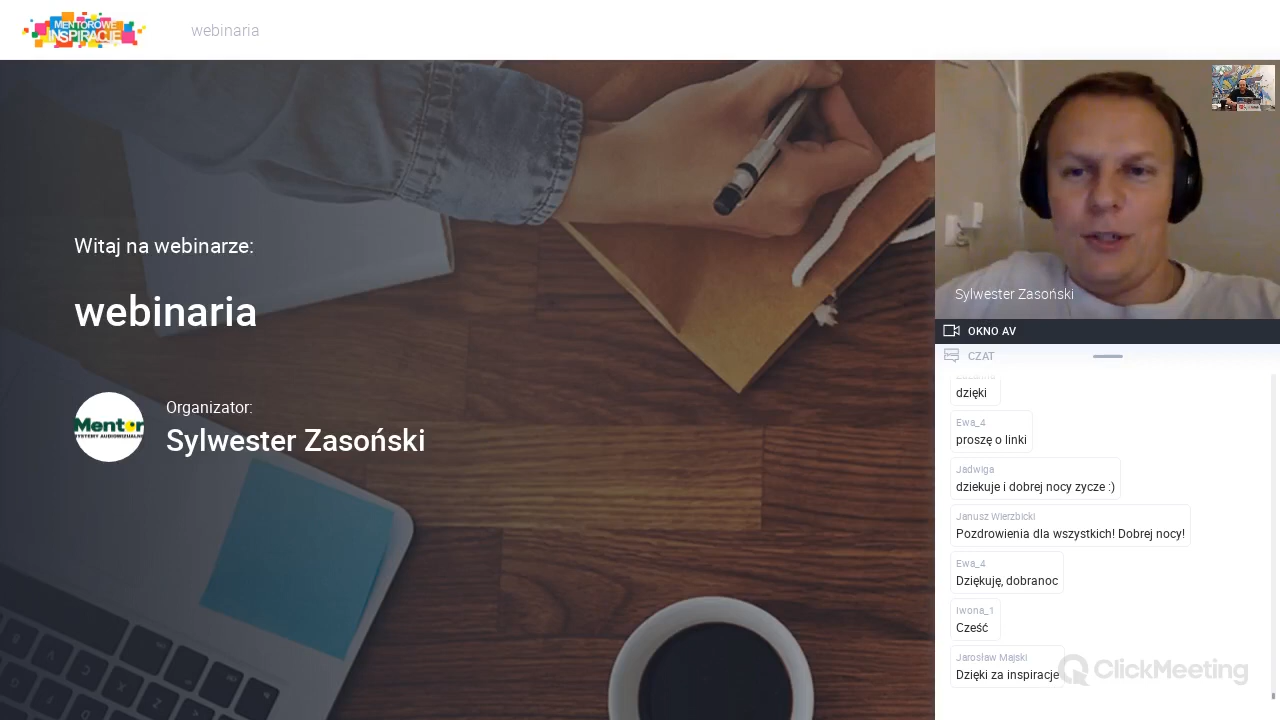 MENTOROWE
INSPIRACJE
webinaria
Witaj na webinarze:
webinaria
Mentor
SYSTEMY AUDIOWIZUALNE
Organizator:
Sylwester Zasoński
Sylwester Zasoński
OKNO AV
CZAT
dzięki
Ewa_4
proszę o linki
Jadwiga
dziekuje i dobrej nocy zycze :)
Janusz Wierzbicki
Pozdrowienia dla wszystkich! Dobrej nocy!
Ewa_4
Dziękuję, dobranoc
Iwona_1
Cześć
Jarosław Majski
Dzięki za inspiracje
ClickMeeting